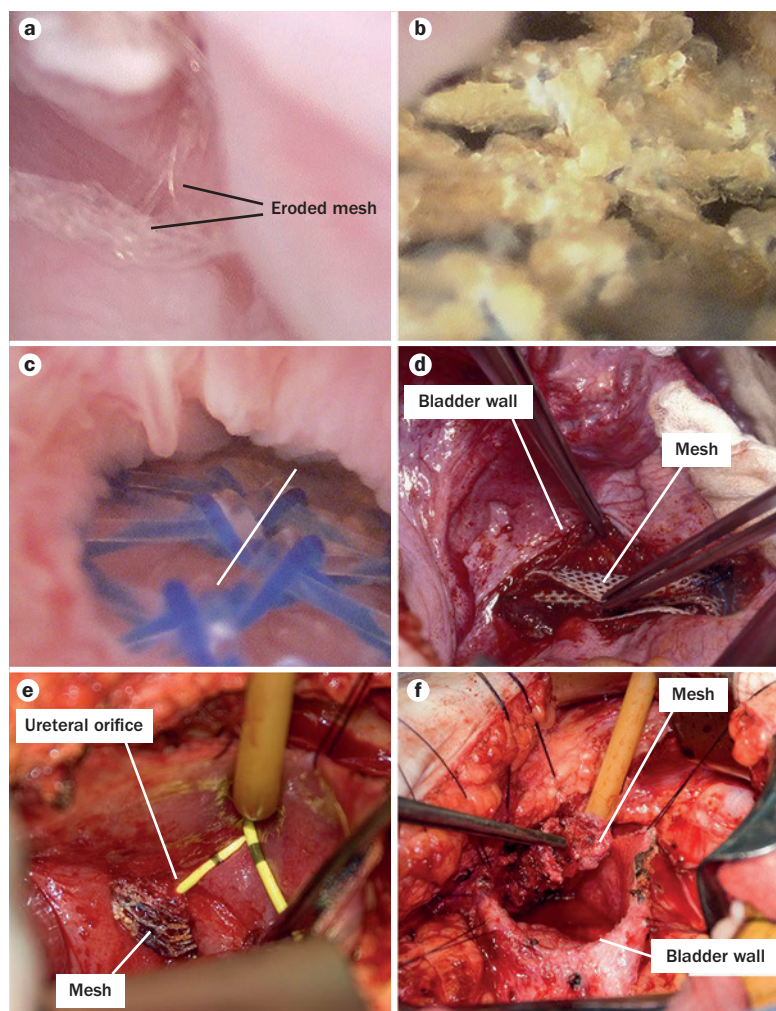 a
b
Eroded mesh
c
d
Bladder wall
Mesh
e
Ureteral orifice
Mesh
f
Mesh
Bladder wall